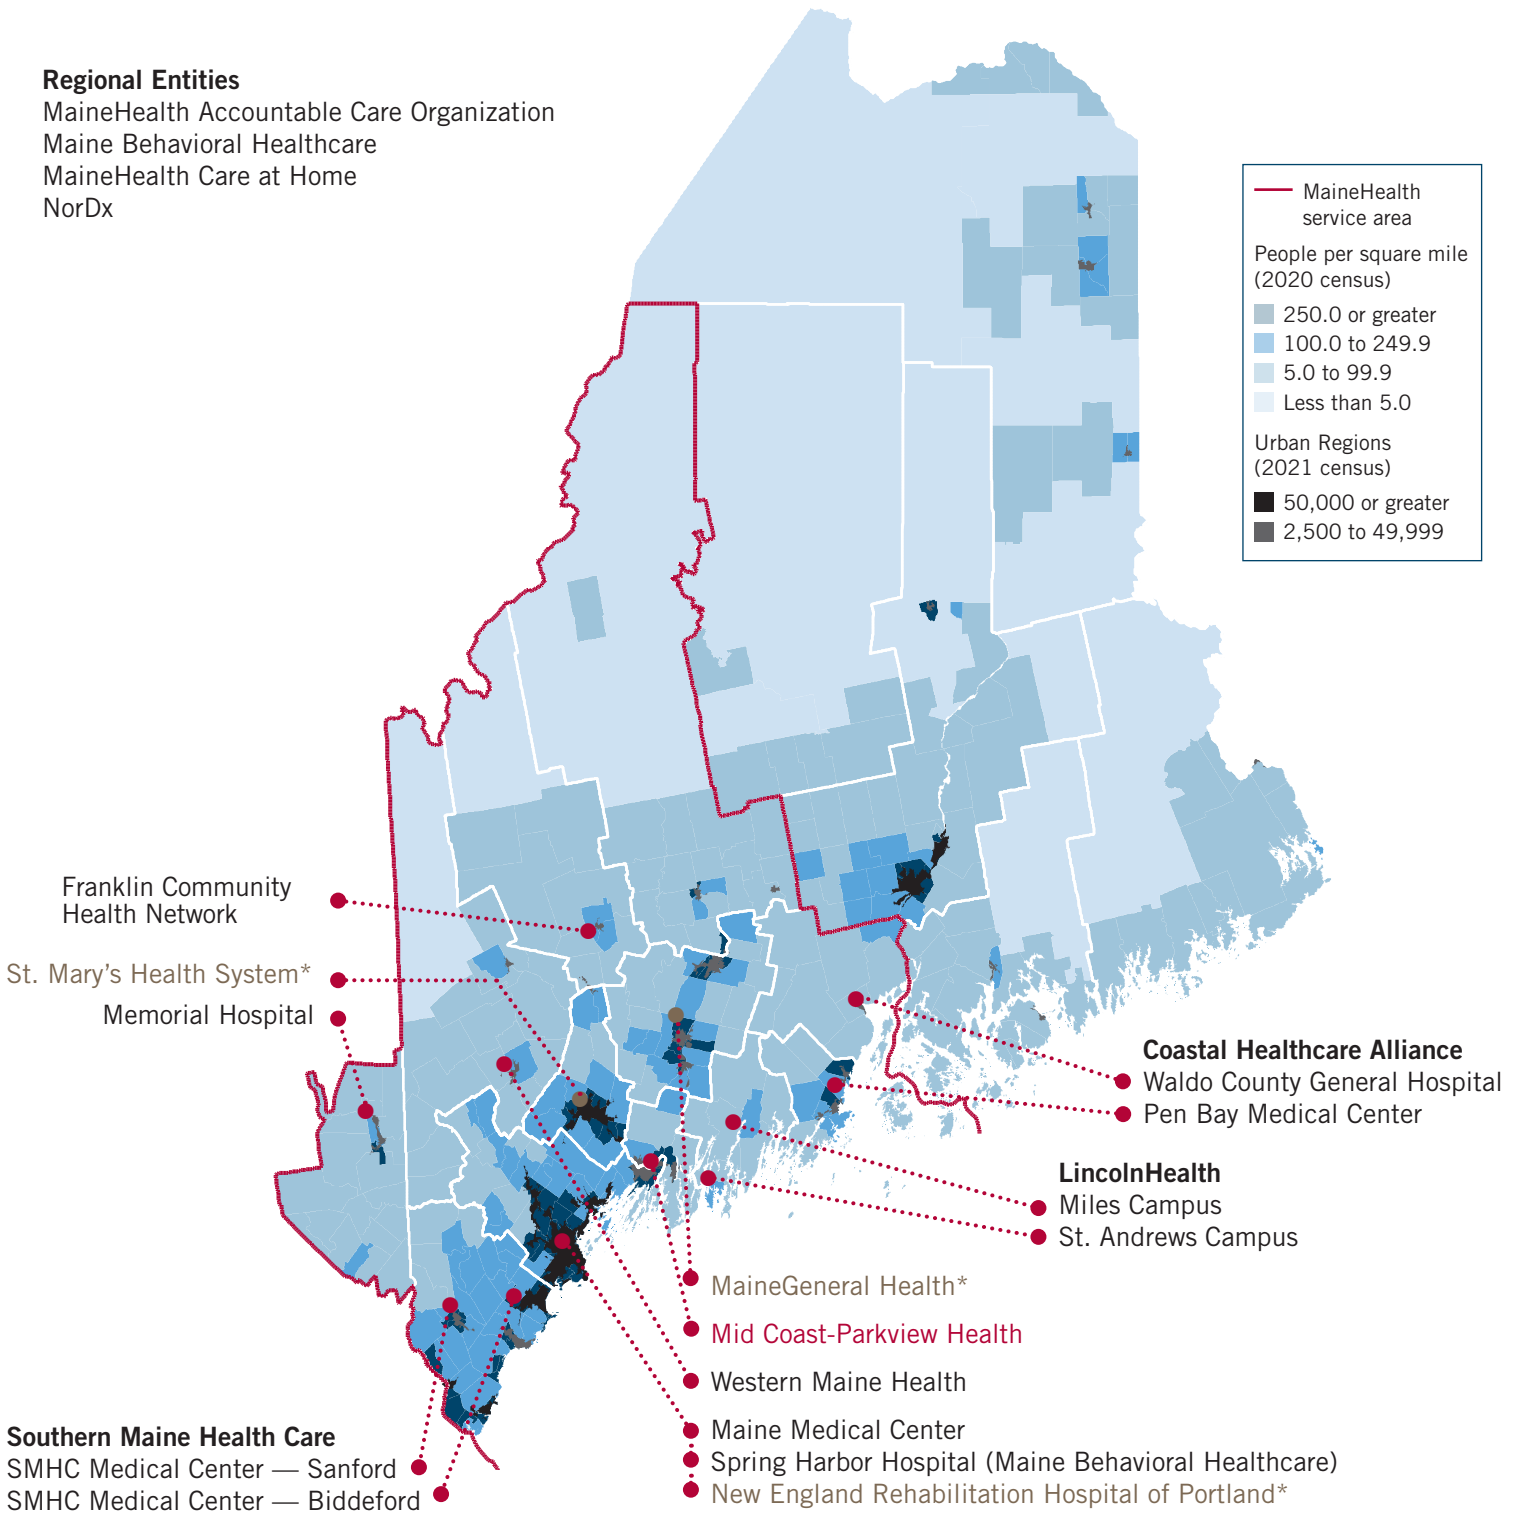 Regional Entities
MaineHealth Accountable Care Organization
Maine Behavioral Healthcare
MaineHealth Care at Home
NorDx
MaineHealth
service area
People per square mile
(2020 census)
250.0 or greater
100.0 to 249.9
5.0 to 99.9
Less than 5.0
Urban Regions
(2021 census)
50,000 or greater
2,500 to 49,999
Franklin Community
Health Network
St. Mary’s Health System*
Memorial Hospital
Coastal Healthcare Alliance
Waldo County General Hospital
Pen Bay Medical Center
LincolnHealth
Miles Campus
St. Andrews Campus
MaineGeneral Health*
Mid Coast-Parkview Health
Western Maine Health
Maine Medical Center
Spring Harbor Hospital (Maine Behavioral Healthcare)
New England Rehabilitation Hospital of Portland*
Southern Maine Health Care
SMHC Medical Center — Sanford
SMHC Medical Center — Biddeford